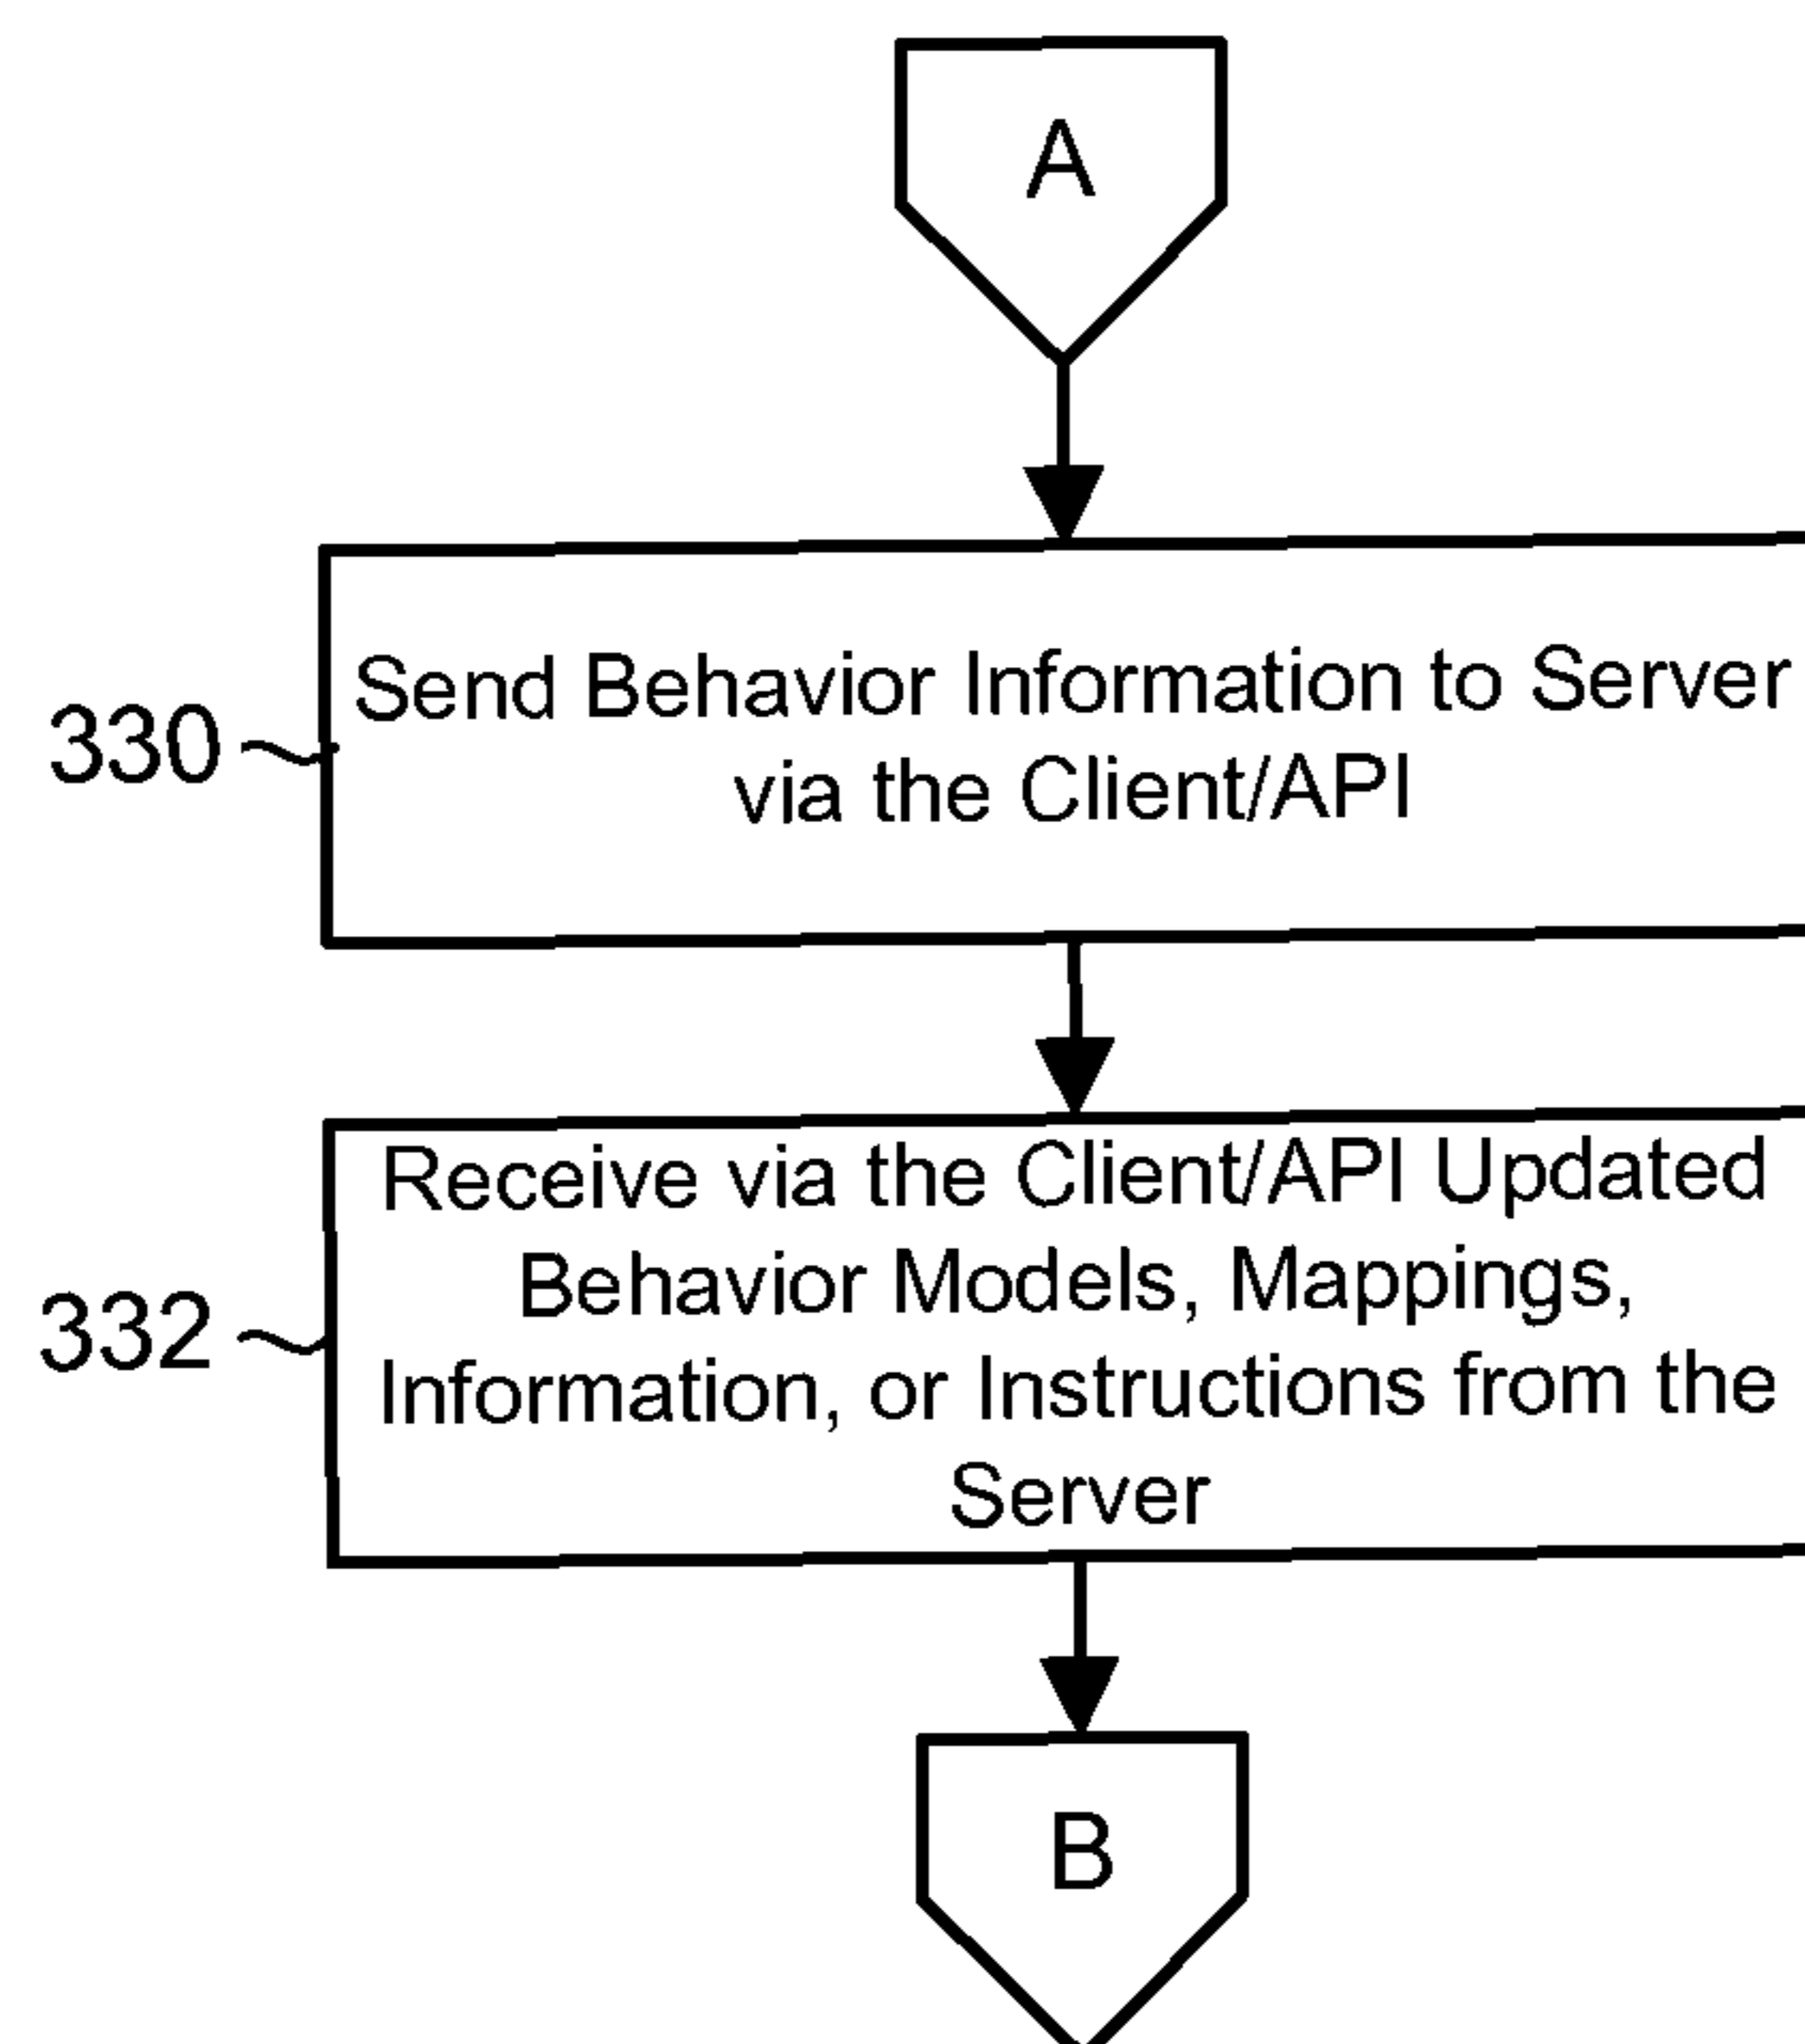 A
Send Behavior Information to Server
via the Client/API
330
Receive via the Client/API Updated
Behavior Models, Mappings,
Information, or Instructions from the
Server
332
B